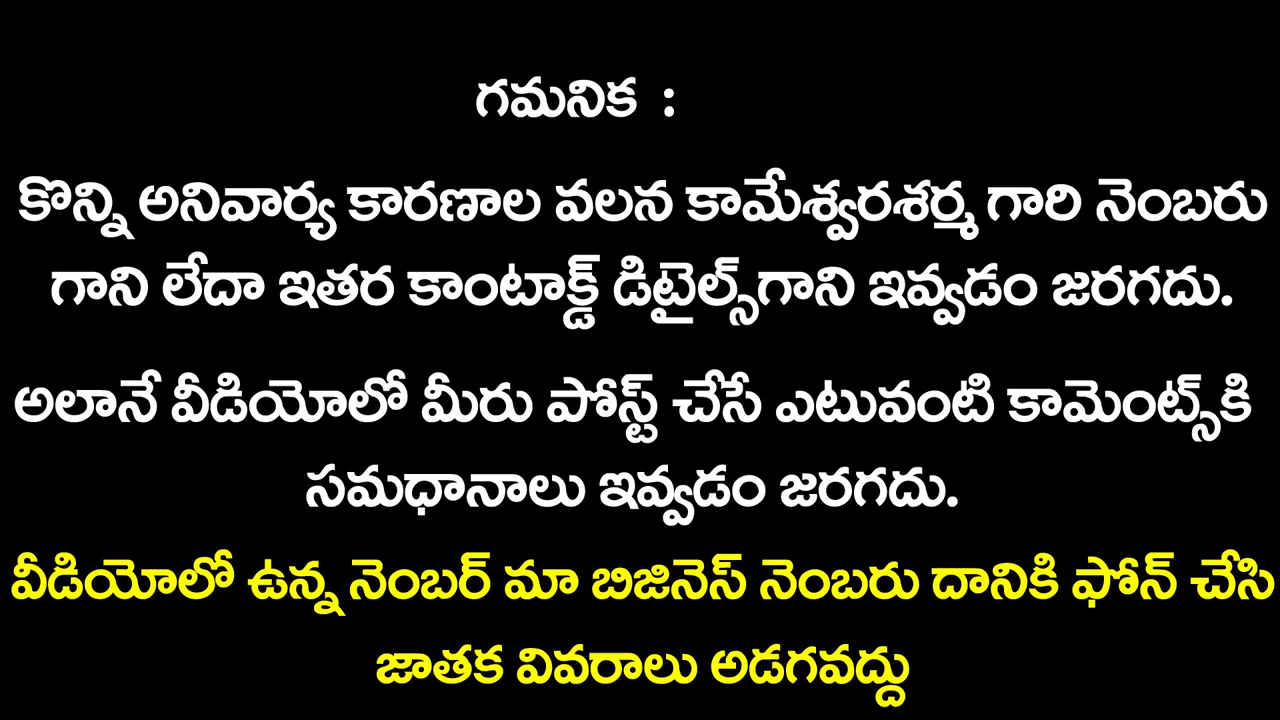 గమనిక :
కొన్ని అనివార్య కారణాల వలన కామేశ్వరశర్మ గారి నెంబరు
గాని లేదా ఇతర కాంటాక్ట్ డిటైల్స్‌గాని ఇవ్వడం జరగదు.
అలానే వీడియోలో మీరు పోస్ట్ చేసే ఎటువంటి కామెంట్స్‌కి
సమధానాలు ఇవ్వడం జరగదు.
వీడియోలో ఉన్న నెంబర్ మా బిజినెస్ నెంబరు దానికి ఫోన్ చేసి
జాతక వివరాలు అడగవద్దు